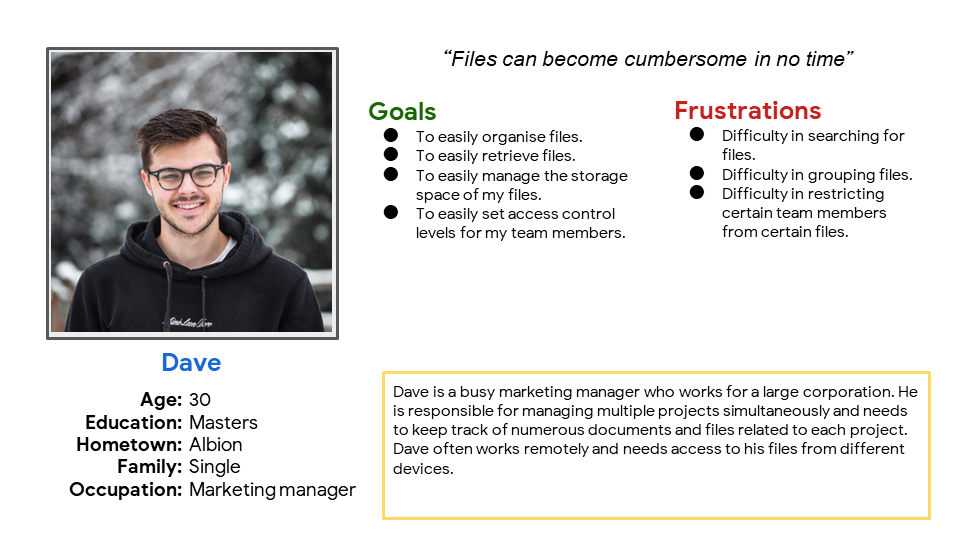 “Files can become cumbersome in no time”
Goals
● To easily organise files.
● To easily retrieve files.
● To easily manage the storage
space of my files.
● To easily set access control
levels for my team members.
Frustrations
● Difficulty in searching for
files.
● Difficulty in grouping files.
● Difficulty in restricting
certain team members
from certain files.
Dave
Age: 30
Education: Masters
Hometown: Albion
Family: Single
Occupation: Marketing manager
Dave is a busy marketing manager who works for a large corporation. He
is responsible for managing multiple projects simultaneously and needs
to keep track of numerous documents and files related to each project.
Dave often works remotely and needs access to his files from different
devices.